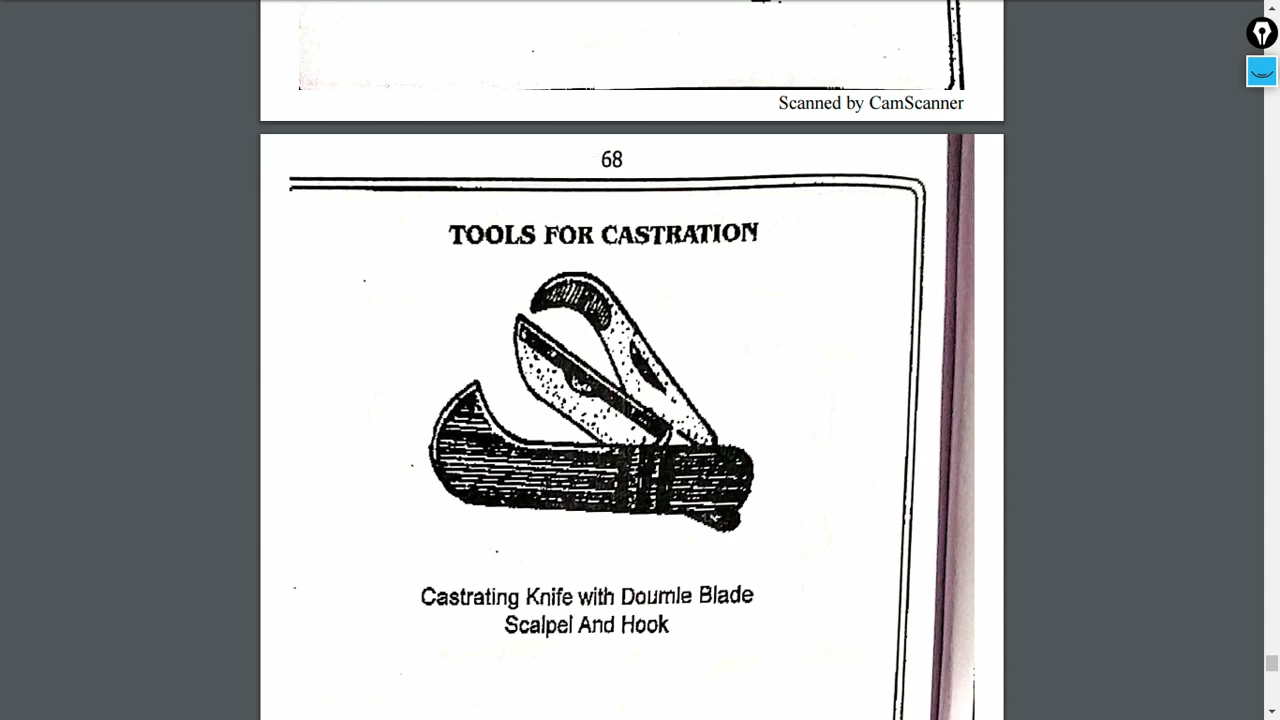 Scanned by CamScanner
68
TOOLS FOR CASTRATION
Castrating Knife with Doumle Blade
Scalpel And Hook